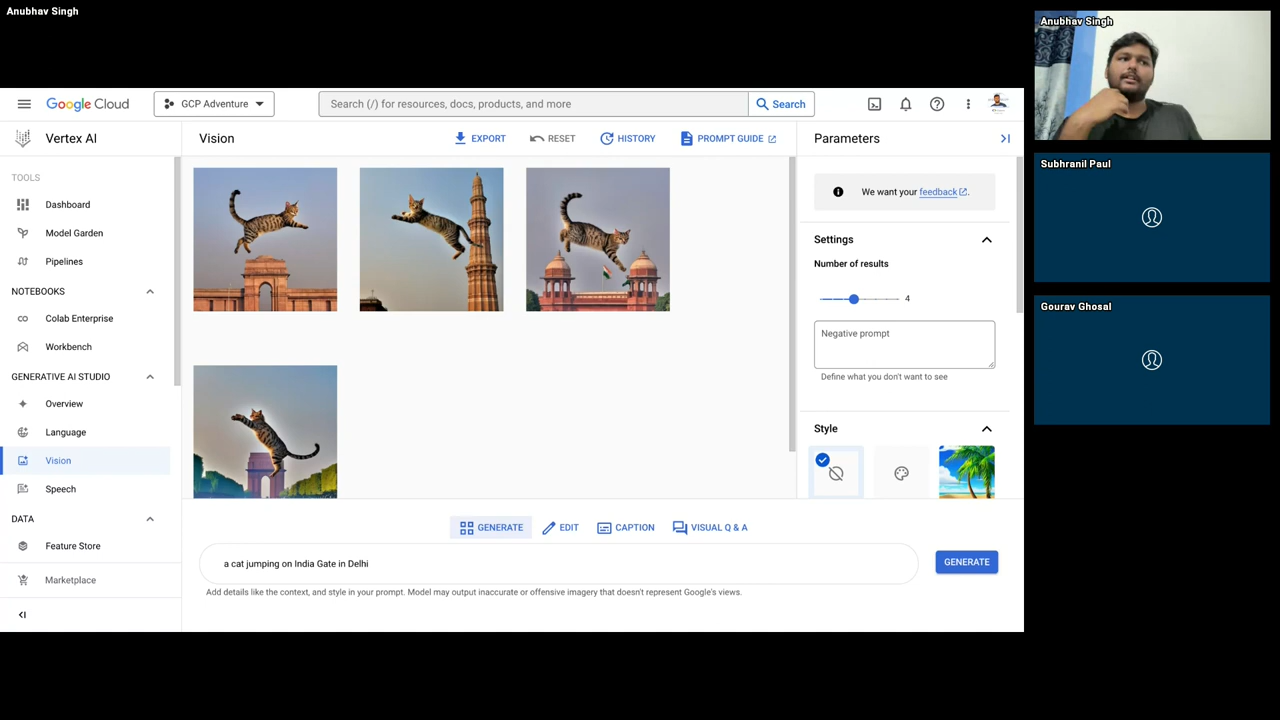 Anubhav Singh
Google Cloud
GCP Adventure
Search (/) for resources, docs, products, and more
Search
Vertex AI
TOOLS
Dashboard
Model Garden
Pipelines
NOTEBOOKS
Colab Enterprise
Workbench
GENERATIVE AI STUDIO
Overview
Language
Vision
Speech
DATA
Feature Store
Marketplace
Vision
EXPORT
RESET
HISTORY
PROMPT GUIDE
GENERATE
EDIT
CAPTION
VISUAL Q & A
a cat jumping on India Gate in Delhi
GENERATE
Add details like the context, and style in your prompt. Model may output inaccurate or offensive imagery that doesn't represent Google's views.
Parameters
We want your feedback.
Settings
Number of results
4
Negative prompt
Define what you don't want to see
Style
Anubhav Singh
Subhranil Paul
Gourav Ghosal